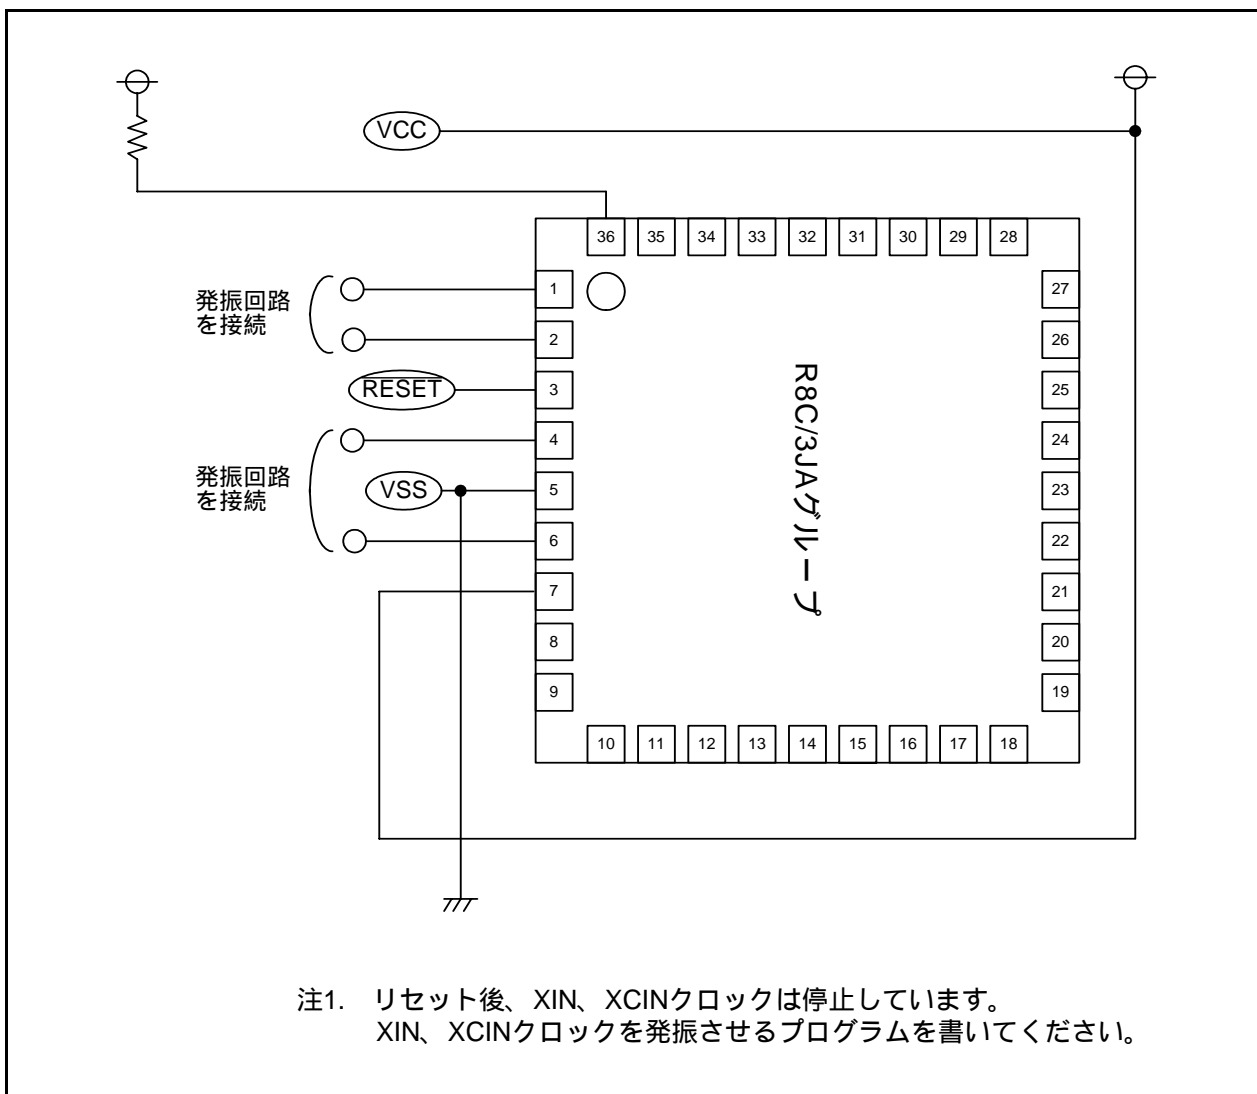 VCC
36 35 34 33 32 31 30 29 28
発振回路
を接続
1
2
RESET
3
発振回路
を接続
4
VSS
5
6
7
8
9
R8C/3JAグループ
27
26
25
24
23
22
21
20
19
10 11 12 13 14 15 16 17 18
注1. リセット後、XIN、XCINクロックは停止しています。
XIN、XCINクロックを発振させるプログラムを書いてください。